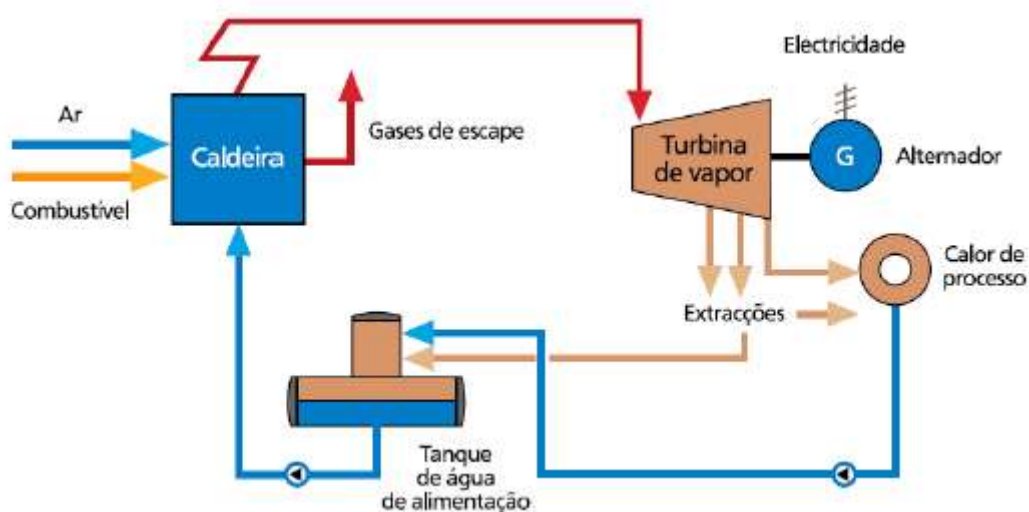 Electricidade
Ar
Gases de escape
Caldeira
Turbina
de vapor
G
Alternador
Combustível
Calor de
processo
Extracções
Tanque
de água
de alimentação